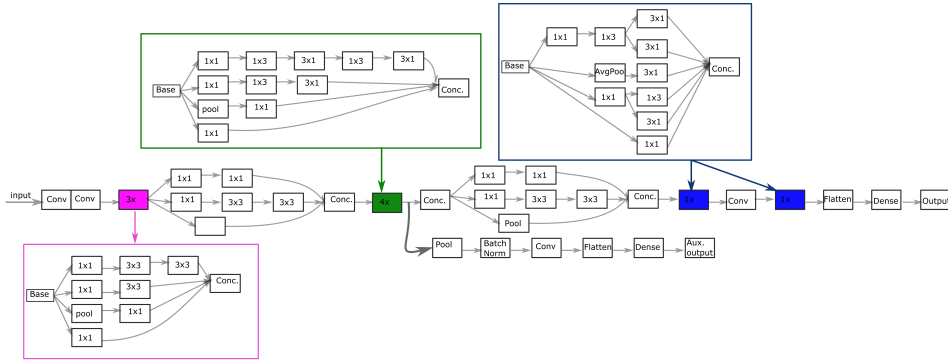 1x1 1x3 3x1 1x3 3x1
Base 1x1 1x3 3x1 Conc.
pool 1x1
1x1
3x1
1x1 1x3
3x1
Base AvgPoo 3x1 Conc.
1x1 1x3
3x1
1x1
input Conv Conv 3x
1x1 1x1
1x1 3x3 3x3 Conc.
4x Conc.
1x1 1x1
1x1 3x3 3x3 Conc.
Pool
1x Conv 1x Flatten Dense Output
Pool Batch Norm Conv Flatten Dense Aux. output
1x1 3x3 3x3
Base 1x1 3x3 Conc.
pool 1x1
1x1